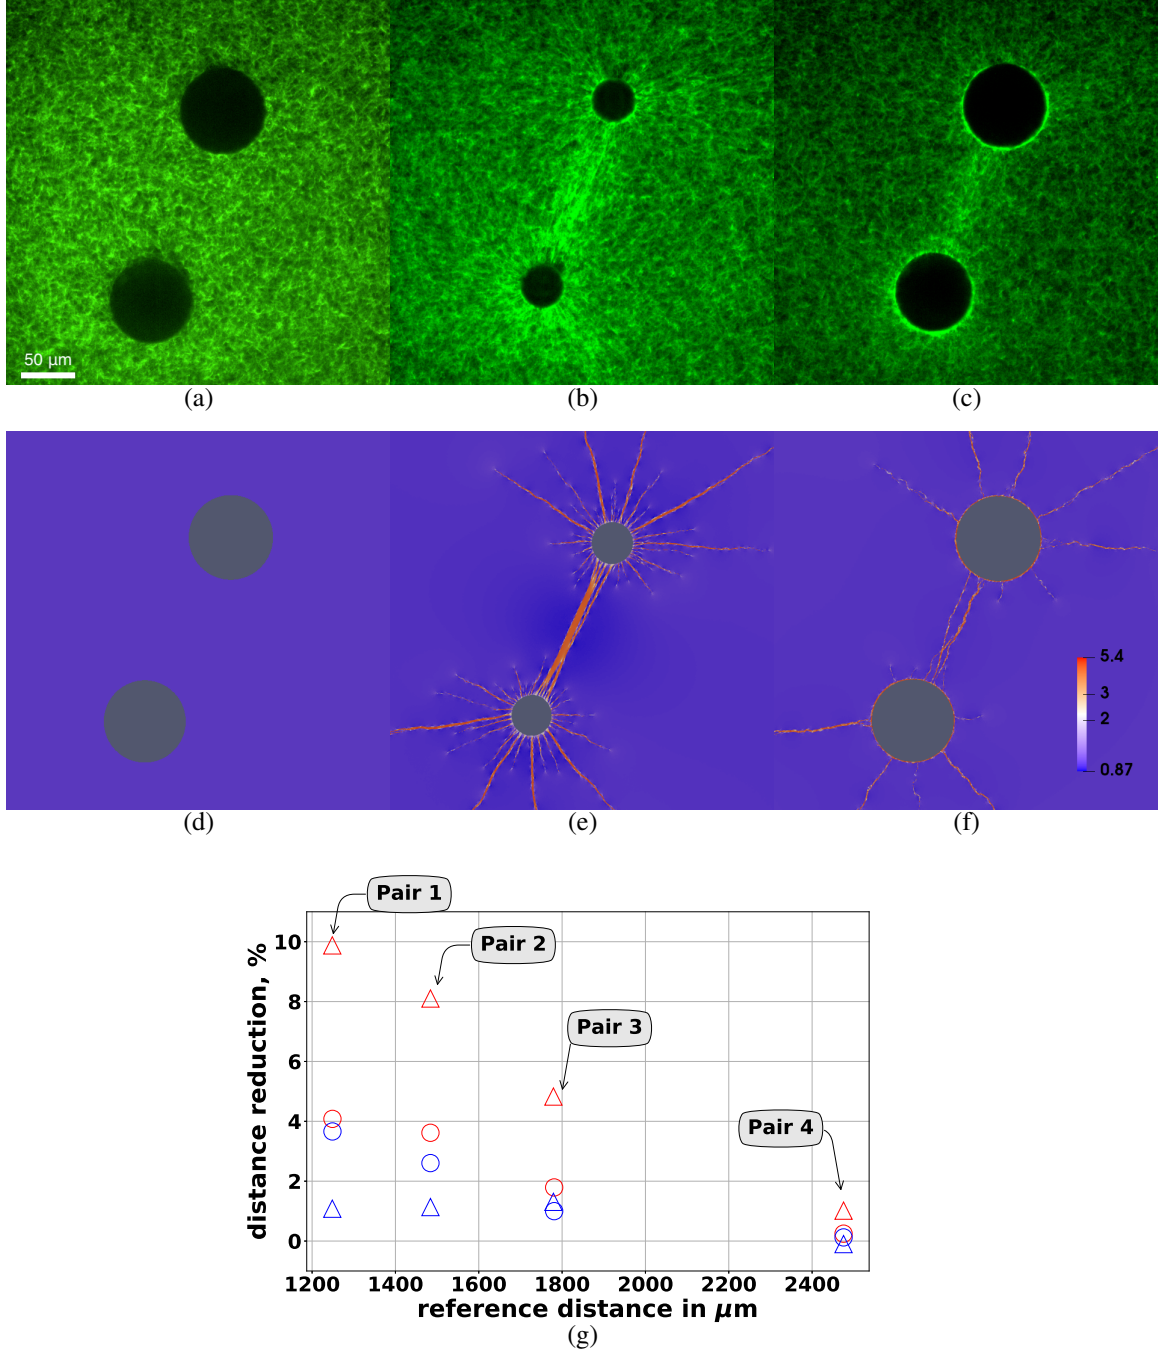 50 μm
(a)
(b)
(c)
5.4
3
2
0.87
(d)
(e)
(f)
Pair 1
Pair 2
Pair 3
Pair 4
distance reduction, %
10
8
6
4
2
0
1200 1400 1600 1800 2000 2200 2400
reference distance in μm
(g)